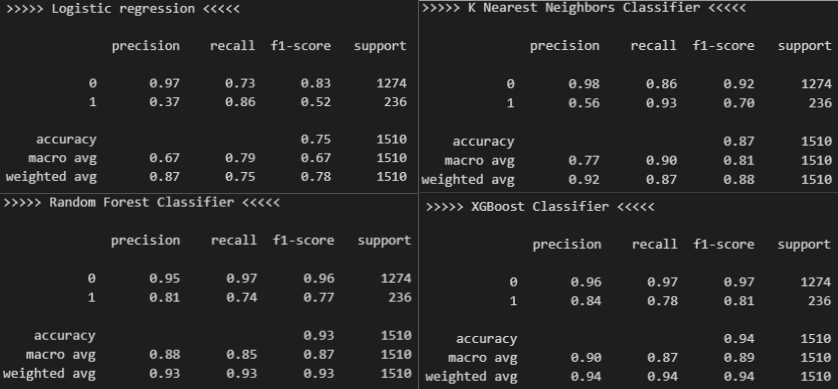 >>>>> Logistic regression <<<<<
precision recall f1-score support
0 0.97 0.73 0.83 1274
1 0.37 0.86 0.52 236
accuracy 0.75 1510
macro avg 0.67 0.79 0.67 1510
weighted avg 0.87 0.75 0.78 1510
>>>>> K Nearest Neighbors Classifier <<<<<
precision recall f1-score support
0 0.98 0.86 0.92 1274
1 0.56 0.93 0.70 236
accuracy 0.87 1510
macro avg 0.77 0.90 0.81 1510
weighted avg 0.92 0.87 0.88 1510
>>>>> Random Forest Classifier <<<<<
precision recall f1-score support
0 0.95 0.97 0.96 1274
1 0.81 0.74 0.77 236
accuracy 0.93 1510
macro avg 0.88 0.85 0.87 1510
weighted avg 0.93 0.93 0.93 1510
>>>>> XGBoost Classifier <<<<<
precision recall f1-score support
0 0.96 0.97 0.97 1274
1 0.84 0.78 0.81 236
accuracy 0.94 1510
macro avg 0.90 0.87 0.89 1510
weighted avg 0.94 0.94 0.94 1510